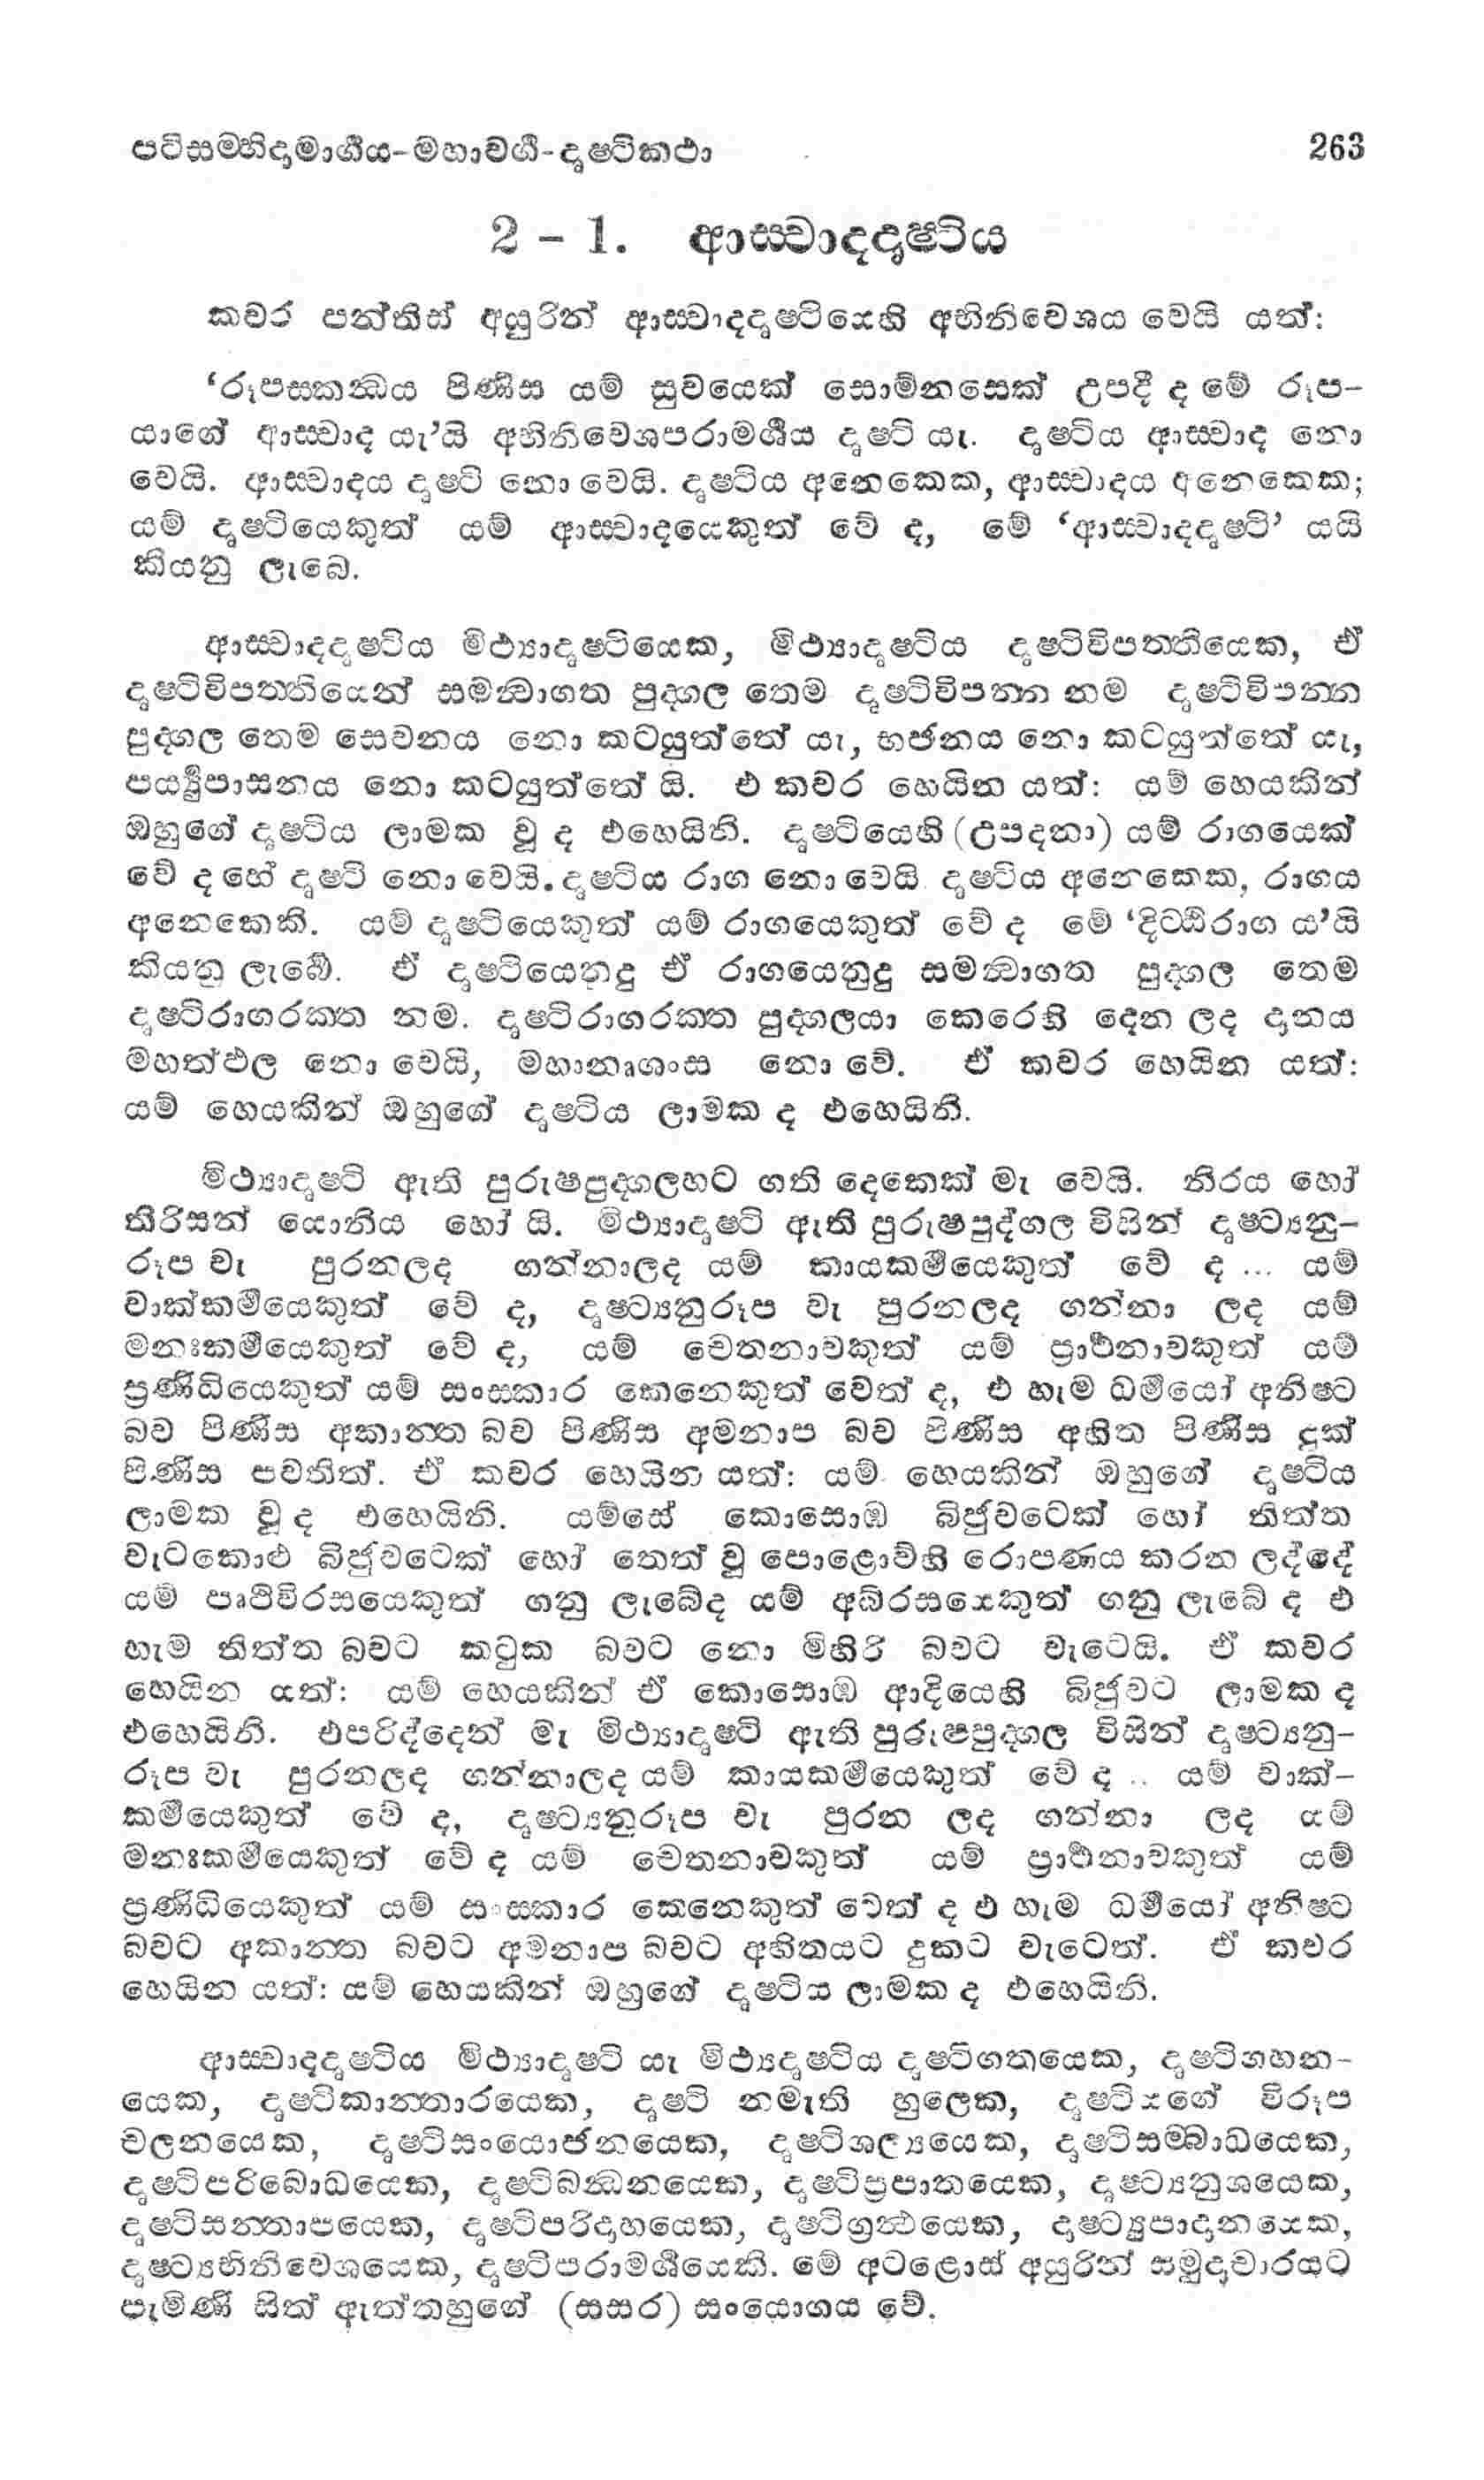 පටිසම්භිදාමාර්ගය-මහාවර්ග-දෘෂ්ටිකථා 263
2 – 1. ආස්වාදදෘෂ්ටිය
කවර පන්තිස් අයුරින් ආස්වාදදෘෂ්ටියෙහි අභිනිවේශය වෙයි යත්:
‘රූපස්කන්ධය පිණිස යම් සුවයෙක් සොම්නසෙක් උපදී ද මේ රූප-
යාගේ ආස්වාද යැ’යි අභිනිවෙශපරාමර්ශය දෘෂ්ටි යැ. දෘෂ්ටිය ආස්වාද නො
වෙයි. ආස්වාදය දෘෂ්ටි නො වෙයි. දෘෂ්ටිය අනෙකෙක, ආස්වාදය අනෙකෙක;
යම් දෘෂ්ටියෙකුත් යම් ආස්වාදයෙකුත් වේ ද, මේ ‘ආස්වාදදෘෂ්ටි’ යයි
කියනු ලැබෙ.
ආස්වාදදෘෂ්ටිය මිථ්‍යාදෘෂ්ටියෙක, මිථ්‍යාදෘෂ්ටිය දෘෂ්ටිවිපත්තියෙක, ඒ
දෘෂ්ටිවිපත්තියෙන් සමන්වාගත පුද්ගල තෙම දෘෂ්ටිවිපන්න නම දෘෂ්ටිවිපන්න
පුද්ගල තෙම සෙවනය නො කටයුත්තේ යැ, භජනය නො කටයුත්තේ යැ,
පර්‍ය්‍යුපාසනය නො කටයුත්තේ යි. එ කවර හෙයින යත්: යම් හෙයකින්
ඔහුගේ දෘෂ්ටිය ලාමක වූ ද එහෙයිනි. දෘෂ්ටියෙහි (උපදනා) යම් රාගයෙක්
වේ ද හේ දෘෂ්ටි නො වෙයි. දෘෂ්ටිය රාග නො වෙයි. දෘෂ්ටිය අනෙකෙක, රාගය
අනෙකෙකි. යම් දෘෂ්ටියෙකුත් යම් රාගයෙකුත් වේ ද මේ ‘දිට්ඨිරාග ය’යි
කියනු ලැබේ. ඒ දෘෂ්ටියෙනුදු ඒ රාගයෙනුදු සමන්වාගත පුද්ගල තෙම
දෘෂ්ටිරාගරක්ත නම. දෘෂ්ටිරාගරක්ත පුද්ගලයා කෙරෙහි දෙන ලද දානය
මහත්ඵල නො වෙයි, මහානෘශංස නො වේ. ඒ කවර හෙයින යත්:
යම් හෙයකින් ඔහුගේ දෘෂ්ටිය ලාමක ද එහෙයිනි.
මිථ්‍යාදෘෂ්ටි ඇති පුරුෂපුද්ගලහට ගති දෙකෙක් මැ වෙයි. නිරය හෝ
තිරිසන් යොනිය හෝ යි. මිථ්‍යාදෘෂ්ටි ඇති පුරුෂපුද්ගල විසින් දෘෂ්ට්‍යනු-
රූප වැ පුරනලද ගන්නාලද යම් කායකර්මයෙකුත් වේ ද ... යම්
වාක්කර්මයෙකුත් වේ ද, දෘෂ්ට්‍යනුරූප වැ පුරනලද ගන්නා ලද යම්
මනඃකර්මයෙකුත් වේ ද, යම් චෙතනාවකුත් යම් ප්‍රාර්ථනාවකුත් යම්
ප්‍රණිධියෙකුත් යම් සංස්කාර කෙනෙකුත් වෙත් ද, එ හැම ධර්මයෝ අනිෂ්ට
බව පිණිස අකාන්ත බව පිණිස අමනාප බව පිණිස අහිත පිණිස දුක්
පිණිස පවතිත්. ඒ කවර හෙයින යත්: යම් හෙයකින් ඔහුගේ දෘෂ්ටිය
ලාමක වූ ද එහෙයිනි. යම්සේ කොසොඹ බිජුවටෙක් හෝ තිත්ත
වැටකොළු බිජුවටෙක් හෝ තෙත් වූ පොළොව්හි රොපණය කරන ලද්දේ
යම් පෘථිවිරසයෙකුත් ගනු ලැබේද යම් අබ්රසයෙකුත් ගනු ලැබේ ද එ
හැම තිත්ත බවට කටුක බවට නො මිහිරි බවට වැටෙයි. ඒ කවර
හෙයින යත්: යම් හෙයකින් ඒ කොසොඹ ආදියෙහි බිජුවට ලාමක ද
එහෙයිනි. එපරිද්දෙන් මැ මිථ්‍යාදෘෂ්ටි ඇති පුරුෂපුද්ගල විසින් දෘෂ්ට්‍යනු-
රූප වැ පුරනලද ගන්නාලද යම් කායකර්මයෙකුත් වේ ද .. යම් වාක්-
කර්මයෙකුත් වේ ද, දෘෂ්ට්‍යනුරූප වැ පුරන ලද ගන්නා ලද යම්
මනඃකර්මයෙකුත් වේ ද යම් චෙතනාවකුත් යම් ප්‍රාර්ථනාවකුත් යම්
ප්‍රණිධියෙකුත් යම් සංස්කාර කෙනෙකුත් වෙත් ද එ හැම ධර්මයෝ අනිෂ්ට
බවට අකාන්ත බවට අමනාප බවට අහිතයට දුකට වැටෙත්. ඒ කවර
හෙයින යත්: යම් හෙයකින් ඔහුගේ දෘෂ්ටිය ලාමක ද එහෙයිනි.
ආස්වාදදෘෂ්ටිය මිථ්‍යාදෘෂ්ටි යැ මිථ්‍යදෘෂ්ටිය දෘෂ්ටිගතයෙක, දෘෂ්ටිගහන-
යෙක, දෘෂ්ටිකාන්තාරයෙක, දෘෂ්ටි නමැති හුලෙක, දෘෂ්ටියගේ විරූප
චලනයෙක, දෘෂ්ටිසංයොජනයෙක, දෘෂ්ටිශල්‍යයෙක, දෘෂ්ටිසම්බාධයෙක,
දෘෂ්ටිපරිබොධයෙක, දෘෂ්ටිබන්ධනයෙක, දෘෂ්ටිප්‍රපාතයෙක, දෘෂ්ට්‍යනුශයෙක,
දෘෂ්ටිසන්තාපයෙක, දෘෂ්ටිපරිදාහයෙක, දෘෂ්ටිග්‍රන්ථයෙක, දෘෂ්ට්‍යුපාදානයෙක,
දෘෂ්ට්‍යභිනිවෙශයෙක, දෘෂ්ටිපරාමර්ශයෙකි. මේ අටළොස් අයුරින් සමුදාචාරයට
පැමිණි සිත් ඇත්තහුගේ (සසර) සංයොගය වේ.